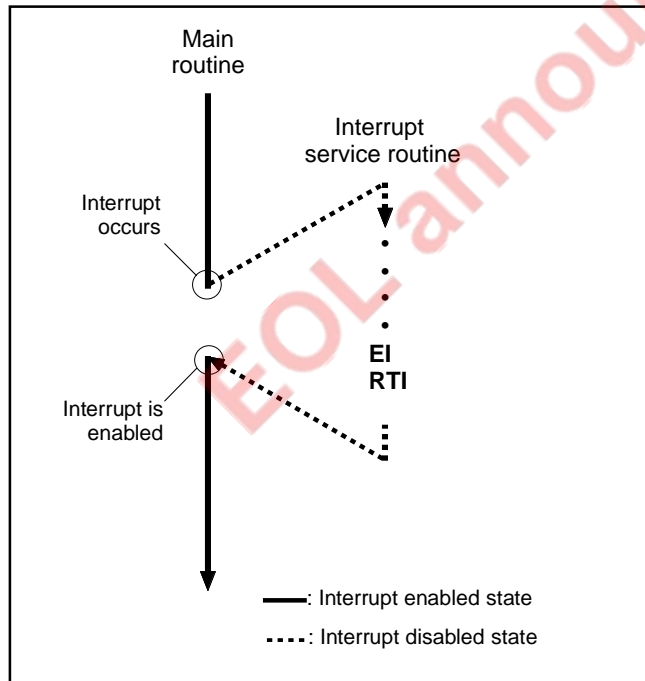 Main
routine
Interrupt
service routine
Interrupt
occurs
EI
RTI
Interrupt is
enabled
: Interrupt enabled state
: Interrupt disabled state
EOL annou